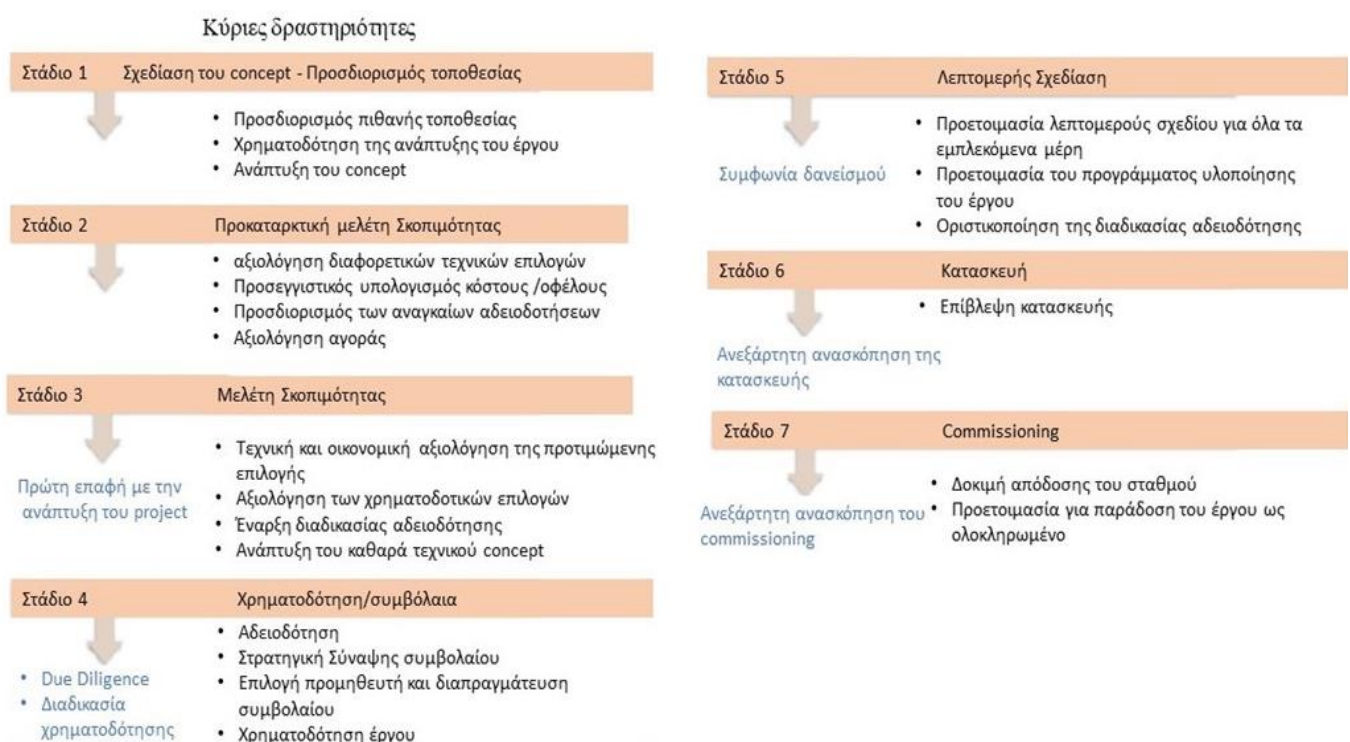 Κύριες δραστηριότητες
Στάδιο 1 Σχεδίαση του concept - Προσδιορισμός τοποθεσίας
• Προσδιορισμός πιθανής τοποθεσίας
• Χρηματοδότηση της ανάπτυξης του έργου
• Ανάπτυξη του concept
Στάδιο 2 Προκαταρκτική μελέτη Σκοπιμότητας
• αξιολόγηση διαφορετικών τεχνικών επιλογών
• Προσεγγιστικός υπολογισμός κόστους /οφέλους
• Προσδιορισμός των αναγκαίων αδειοδοτήσεων
• Αξιολόγηση αγοράς
Στάδιο 3 Μελέτη Σκοπιμότητας
Πρώτη επαφή με την
ανάπτυξη του project
• Τεχνική και οικονομική αξιολόγηση της προτιμώμενης
επιλογής
• Αξιολόγηση των χρηματοδοτικών επιλογών
• Έναρξη διαδικασίας αδειοδότησης
• Ανάπτυξη του καθαρά τεχνικού concept
Στάδιο 4 Χρηματοδότηση/συμβόλαια
• Due Diligence
• Διαδικασία
χρηματοδότησης
• Αδειοδότηση
• Στρατηγική Σύναψης συμβολαίου
• Επιλογή προμηθευτή και διαπραγμάτευση
συμβολαίου
• Χρηματοδότηση έργου
Στάδιο 5 Λεπτομερής Σχεδίαση
Συμφωνία δανεισμού
• Προετοιμασία λεπτομερούς σχεδίου για όλα τα
εμπλεκόμενα μέρη
• Προετοιμασία του προγράμματος υλοποίησης
του έργου
• Οριστικοποίηση της διαδικασίας αδειοδότησης
Στάδιο 6 Κατασκευή
• Επίβλεψη κατασκευής
Ανεξάρτητη ανασκόπηση της
κατασκευής
Στάδιο 7 Commissioning
Ανεξάρτητη ανασκόπηση του
commissioning
• Δοκιμή απόδοσης του σταθμού
• Προετοιμασία για παράδοση του έργου ως
ολοκληρωμένο